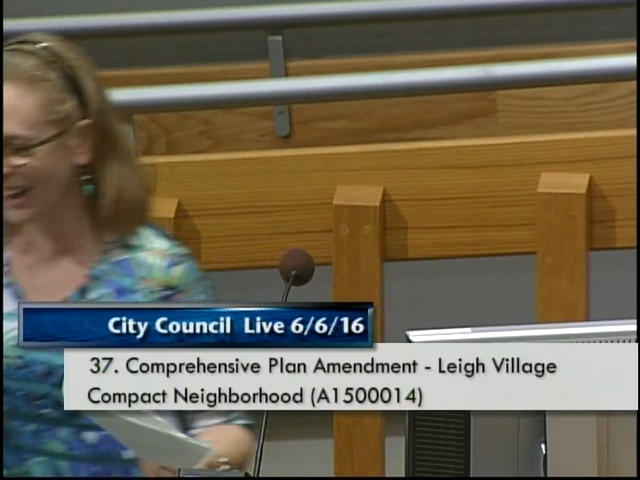 City Council Live 6/6/16
37. Comprehensive Plan Amendment - Leigh Village
Compact Neighborhood (A1500014)